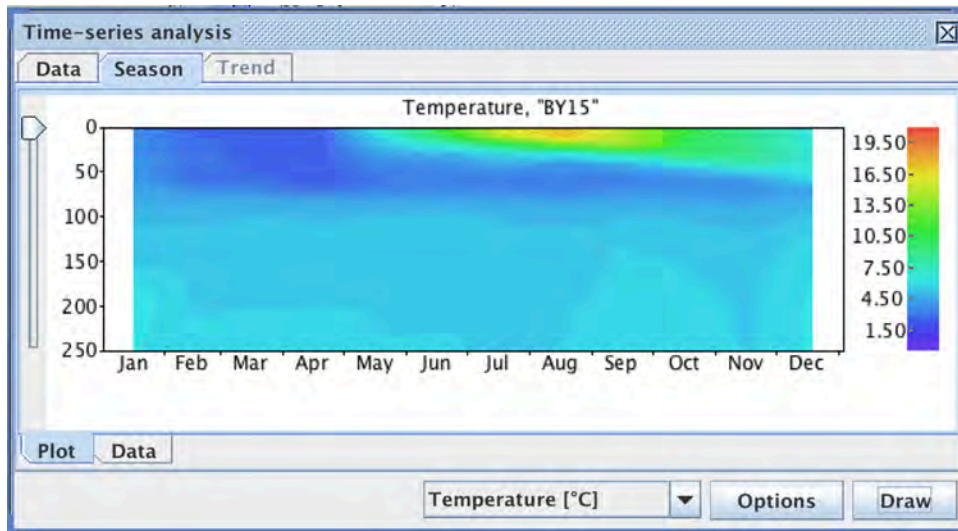 Time-series analysis
Data Season Trend
Temperature, "BY15"
0
50
100
150
200
250
Jan Feb Mar Apr May Jun Jul Aug Sep Oct Nov Dec
19.50
16.50
13.50
10.50
7.50
4.50
1.50
Plot Data
Temperature [°C] Options Draw